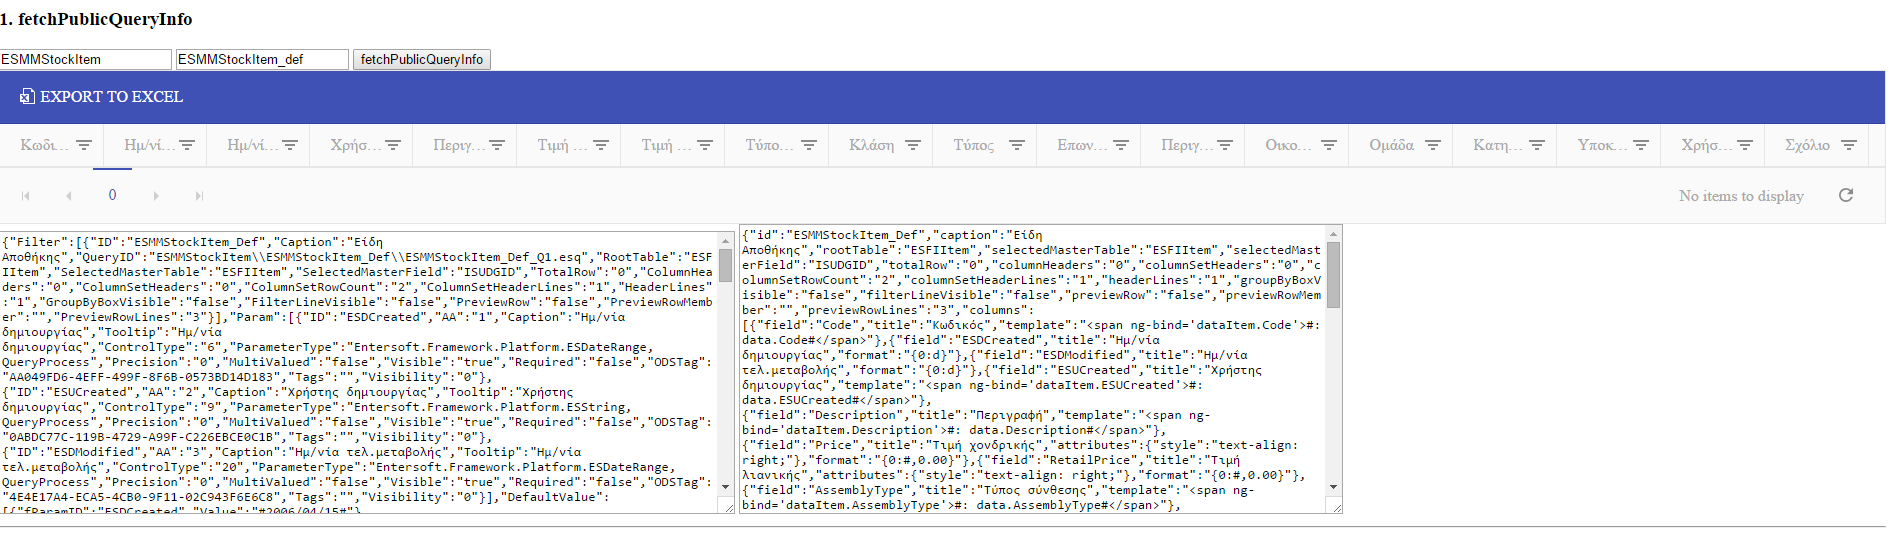 1. fetchPublicQueryInfo
ESMMStockItem ESMMStockItem_def fetchPublicQueryInfo
EXPORT TO EXCEL
Κωδι... Ημ/νί... Ημ/νί... Χρήσ... Περιγ... Τιμή ... Τιμή ... Τύπο... Κλάση Τύπος Επων... Περιγ... Οικο... Ομάδα Κατη... Υποκ... Χρήσ... Σχόλιο
0 No items to display
{"Filter":[{"ID":"ESMMStockItem_Def","Caption":"Είδη
Αποθήκης","QueryID":"ESMMStockItem\\ESMMStockItem_Def\\ESMMStockItem_Def_Q1.esq","RootTable":"ESF
IItem","SelectedMasterTable":"ESFIItem","SelectedMasterField":"ISUDGID","TotalRow":"0","ColumnHea
ders":"0","ColumnSetHeaders":"0","ColumnSetRowCount":"2","ColumnSetHeaderLines":"1","HeaderLines"
:"1","GroupByBoxVisible":"false","FilterLineVisible":"false","PreviewRow":"false","PreviewRowMemb
er":"","PreviewRowLines":"3"}],"Param":[{"ID":"ESDCreated","AA":"1","Caption":"Ημ/νία
δημιουργίας","Tooltip":"Ημ/νία
δημιουργίας","ControlType":"6","ParameterType":"Entersoft.Framework.Platform.ESDateRange,
QueryProcess","Precision":"0","MultiValued":"false","Visible":"true","Required":"false","ODSTag":
"AA049FD6-4EFF-499F-8F6B-0573BD14D183","Tags":"","Visibility":"0"},
{"ID":"ESUCreated","AA":"2","Caption":"Χρήστης δημιουργίας","Tooltip":"Χρήστης
δημιουργίας","ControlType":"9","ParameterType":"Entersoft.Framework.Platform.ESString,
QueryProcess","Precision":"0","MultiValued":"false","Visible":"true","Required":"false","ODSTag":
"0ABDC77C-119B-4729-A99F-C226EBCE0C1B","Tags":"","Visibility":"0"},
{"ID":"ESDModified","AA":"3","Caption":"Ημ/νία τελ.μεταβολής","Tooltip":"Ημ/νία
τελ.μεταβολής","ControlType":"20","ParameterType":"Entersoft.Framework.Platform.ESDateRange,
QueryProcess","Precision":"0","MultiValued":"false","Visible":"true","Required":"false","ODSTag":
"4E4E17A4-ECA5-4CB0-9F11-02C943F6E6C8","Tags":"","Visibility":"0"}],"DefaultValue":
[{"fParamID":"ESDCreated","Value":"#2006/04/15#"},
{"id":"ESMMStockItem_Def","caption":"Είδη
Αποθήκης","rootTable":"ESFIItem","selectedMasterTable":"ESFIItem","selectedMast
erField":"ISUDGID","totalRow":"0","columnHeaders":"0","columnSetHeaders":"0","c
olumnSetRowCount":"2","columnSetHeaderLines":"1","headerLines":"1","groupByBoxV
isible":"false","filterLineVisible":"false","previewRow":"false","previewRowMem
ber":"","previewRowLines":"3","columns":
[{"field":"Code","title":"Κωδικός","template":"<span ng-bind='dataItem.Code'>#:
data.Code#</span>"},{"field":"ESDCreated","title":"Ημ/νία
δημιουργίας","format":"{0:d}"},{"field":"ESDModified","title":"Ημ/νία
τελ.μεταβολής","format":"{0:d}"},{"field":"ESUCreated","title":"Χρήστης
δημιουργίας","template":"<span ng-bind='dataItem.ESUCreated'>#:
data.ESUCreated#</span>"},
{"field":"Description","title":"Περιγραφή","template":"<span ng-
bind='dataItem.Description'>#: data.Description#</span>"},
{"field":"Price","title":"Τιμή χονδρικής","attributes":{"style":"text-align:
right;"},"format":"{0:#,0.00}"},{"field":"RetailPrice","title":"Τιμή
λιανικής","attributes":{"style":"text-align: right;"},"format":"{0:#,0.00}"},
{"field":"AssemblyType","title":"Τύπος σύνθεσης","template":"<span ng-
bind='dataItem.AssemblyType'>#: data.AssemblyType#</span>"},